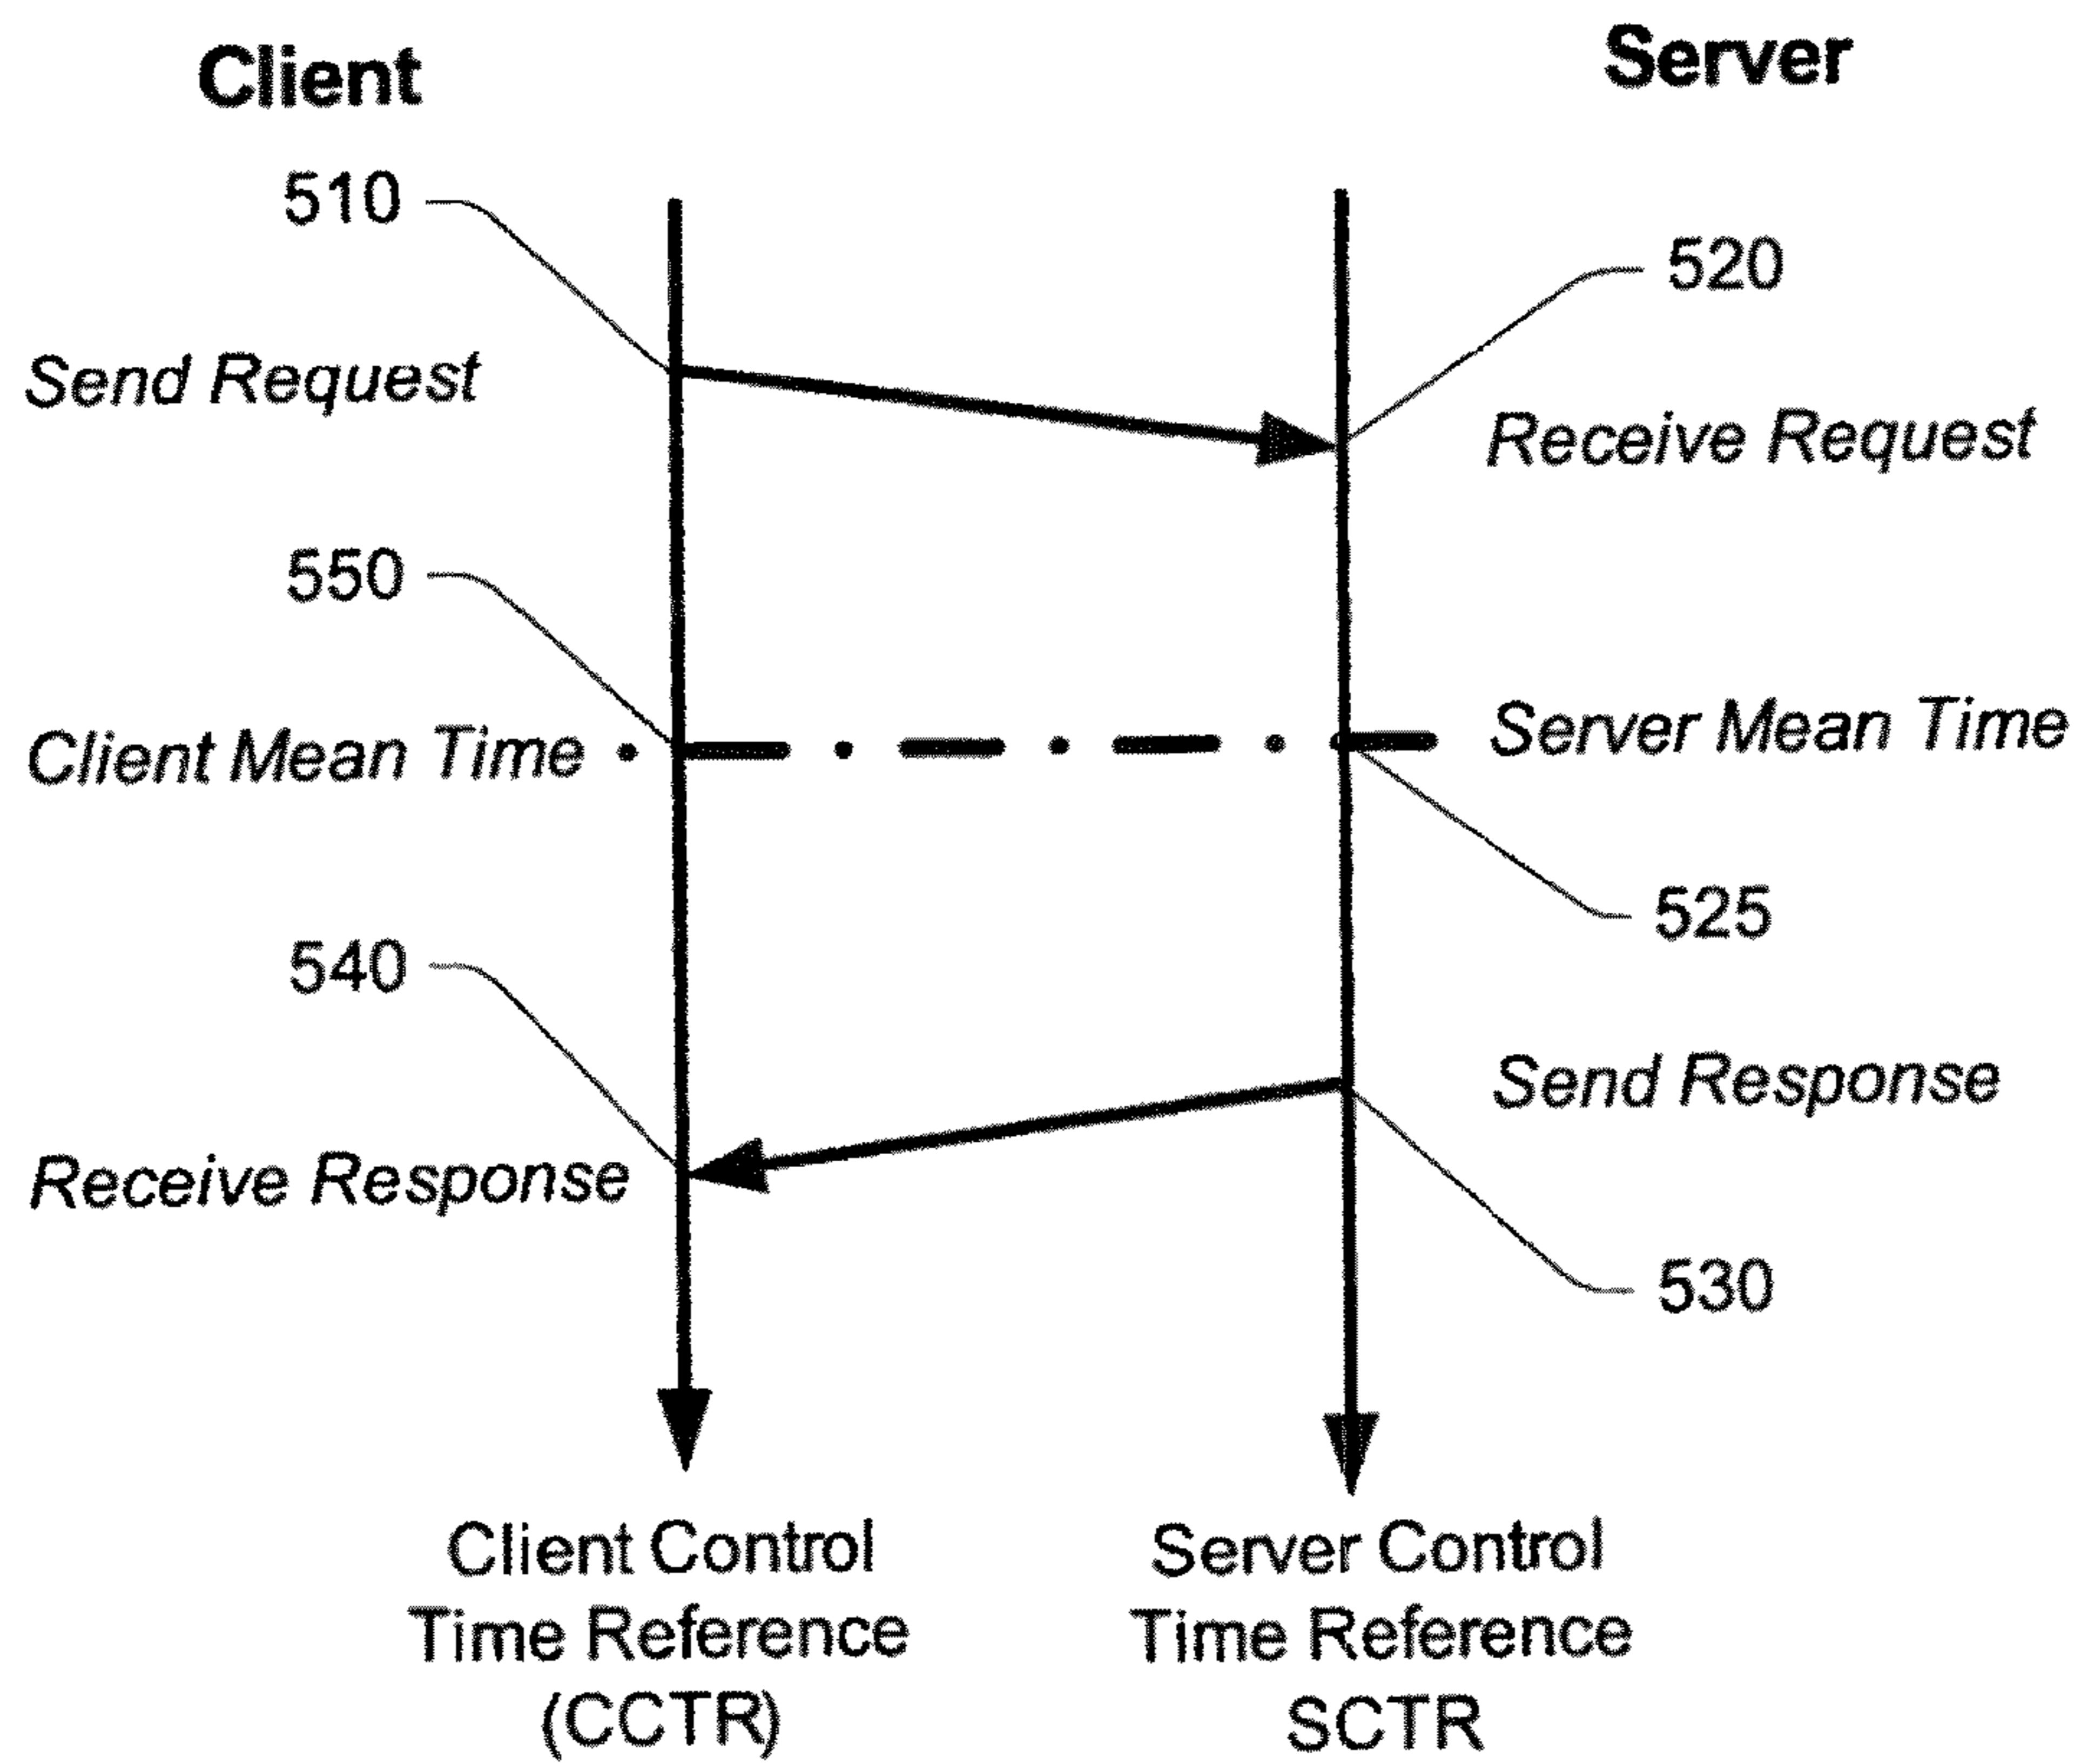 Client
Server
510
520
Send Request
Receive Request
550
Client Mean Time
Server Mean Time
525
540
Send Response
Receive Response
530
Client Control
Time Reference
(CCTR)
Server Control
Time Reference
SCTR